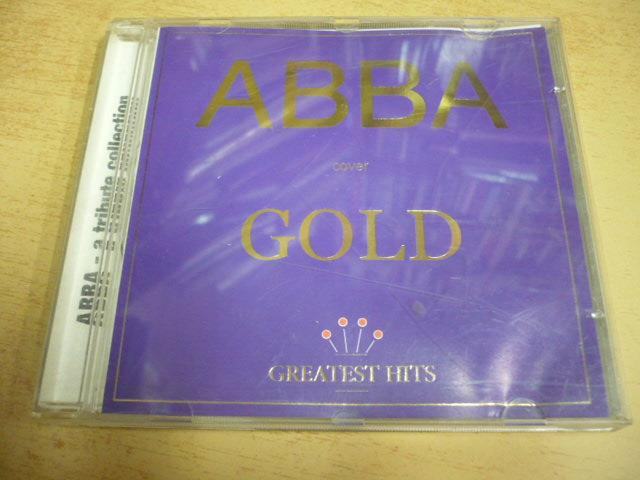 ABBA
cover
GOLD
GREATEST HITS
ABBA - a tribute collection